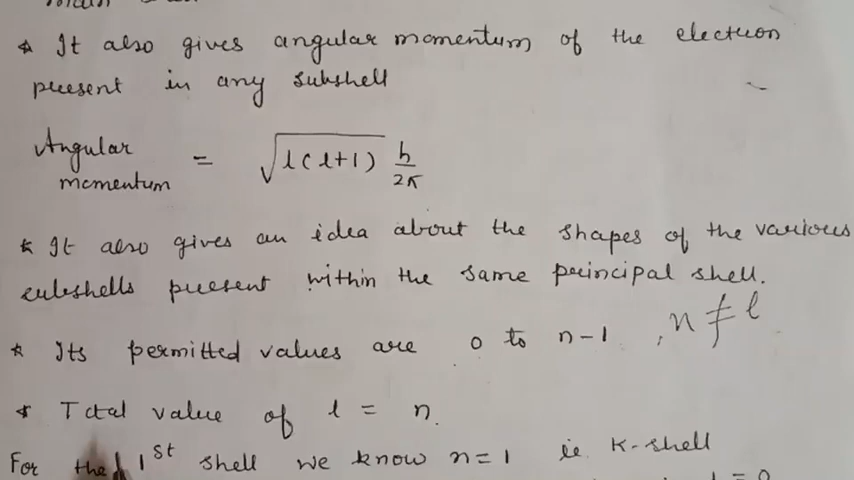 * It also gives angular momentum of the electron
present in any subshell
Angular momentum = √l(l+1) h/2π
* It also gives an idea about the shapes of the various
subshells present within the same principal shell.
* Its permitted values are 0 to n-1 , n ≠ l
* Total value of l = n.
For the 1st shell we know n=1 ie. K-shell
l = 0